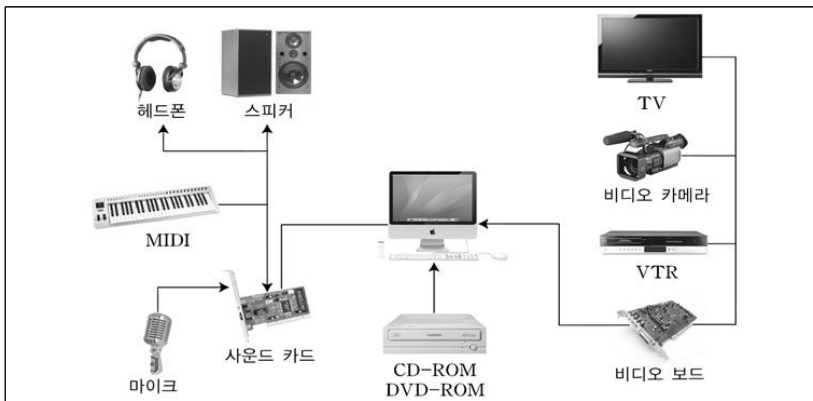 헤드폰
스피커
TV
비디오 카메라
MIDI
VTR
사운드 카드
마이크
CD-ROM
DVD-ROM
비디오 보드